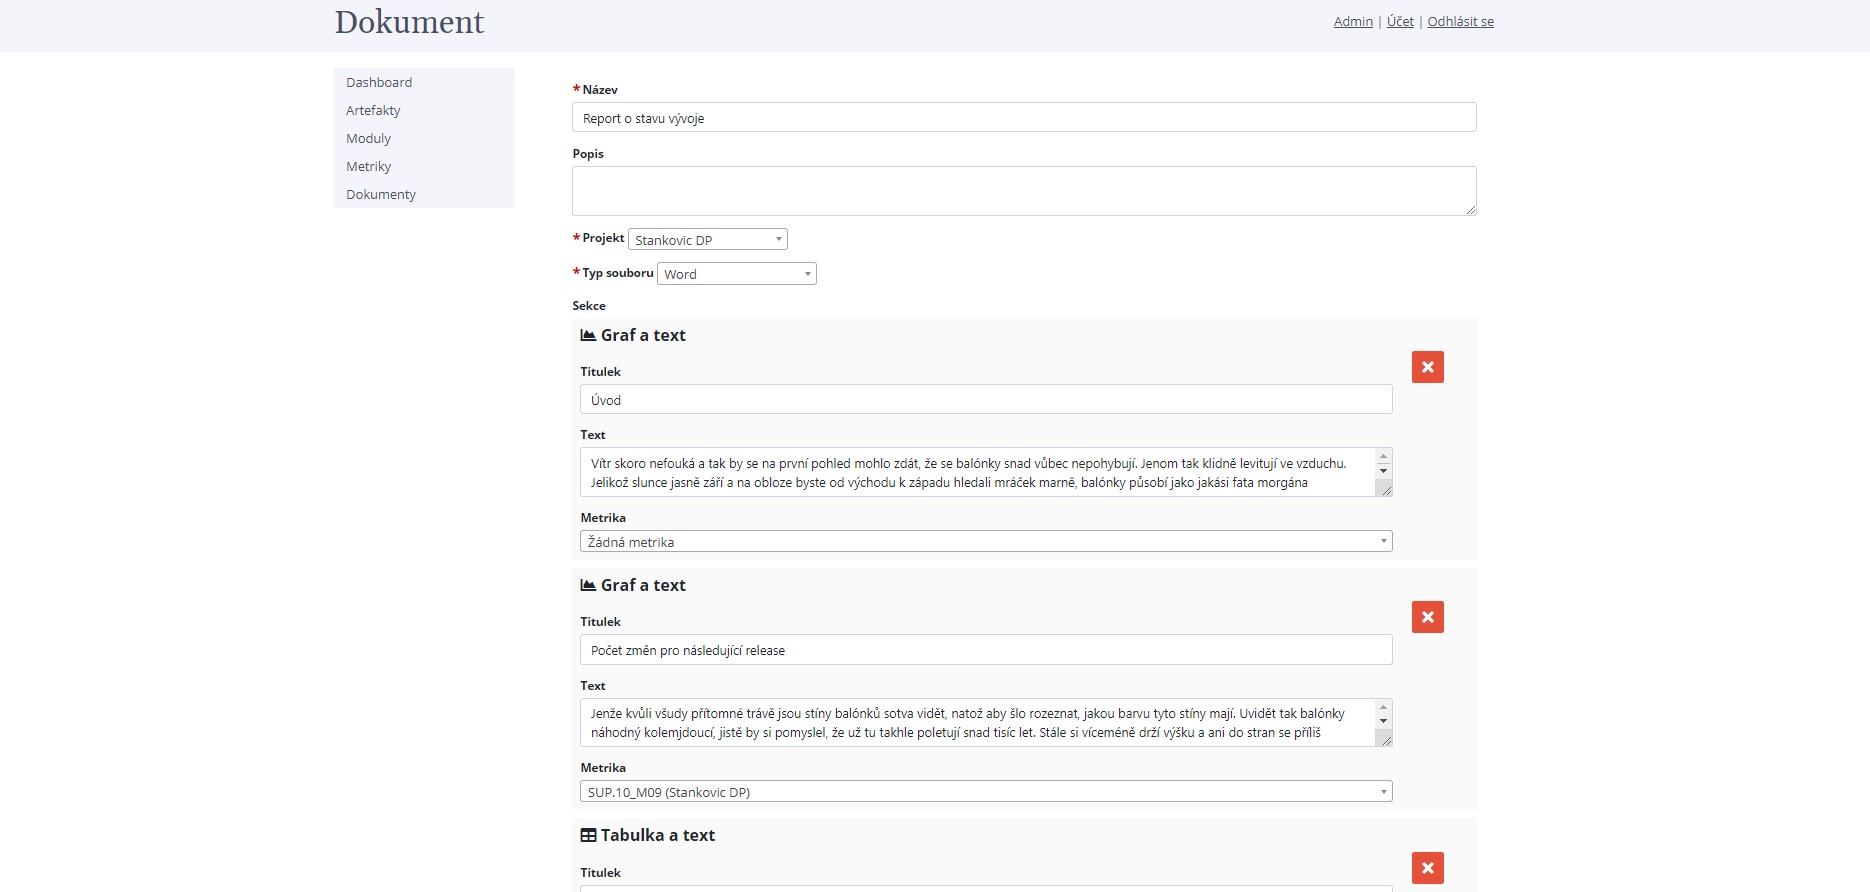 Dokument
Admin | Účet | Odhlásit se
Dashboard
Artefakty
Moduly
Metriky
Dokumenty
* Název
Report o stavu vývoje
Popis
* Projekt Stankovic DP
* Typ souboru Word
Sekce
Graf a text
Titulek
Úvod
Text
Vítr skoro nefouká a tak by se na první pohled mohlo zdát, že se balónky snad vůbec nepohybují. Jenom tak klidně levitují ve vzduchu.
Jelikož slunce jasně září a na obloze byste od východu k západu hledali mráček marně, balónky působí jako jakási fata morgána
Metrika
Žádná metrika
Graf a text
Titulek
Počet změn pro následující release
Text
Jenže kvůli všudy přítomné trávě jsou stíny balónků sotva vidět, natož aby šlo rozeznat, jakou barvu tyto stíny mají. Uvidět tak balónky
náhodný kolemjdoucí, jistě by si pomyslel, že už tu takhle poletují snad tisíc let. Stále si víceméně drží výšku a ani do stran se příliš
Metrika
SUP.10_M09 (Stankovic DP)
Tabulka a text
Titulek